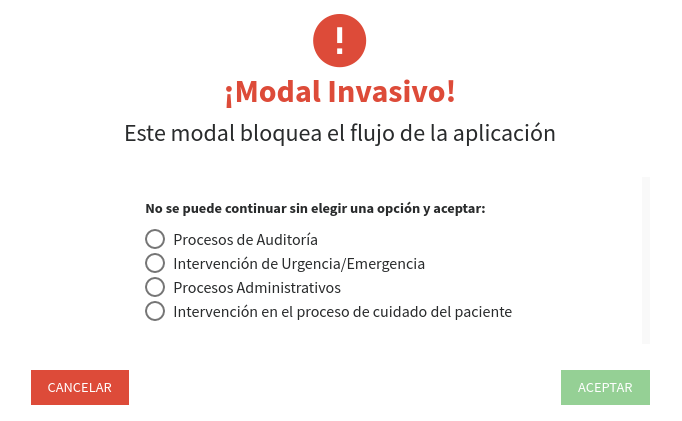 !
¡Modal Invasivo!
Este modal bloquea el flujo de la aplicación
No se puede continuar sin elegir una opción y aceptar:
Procesos de Auditoría
Intervención de Urgencia/Emergencia
Procesos Administrativos
Intervención en el proceso de cuidado del paciente
CANCELAR
ACEPTAR